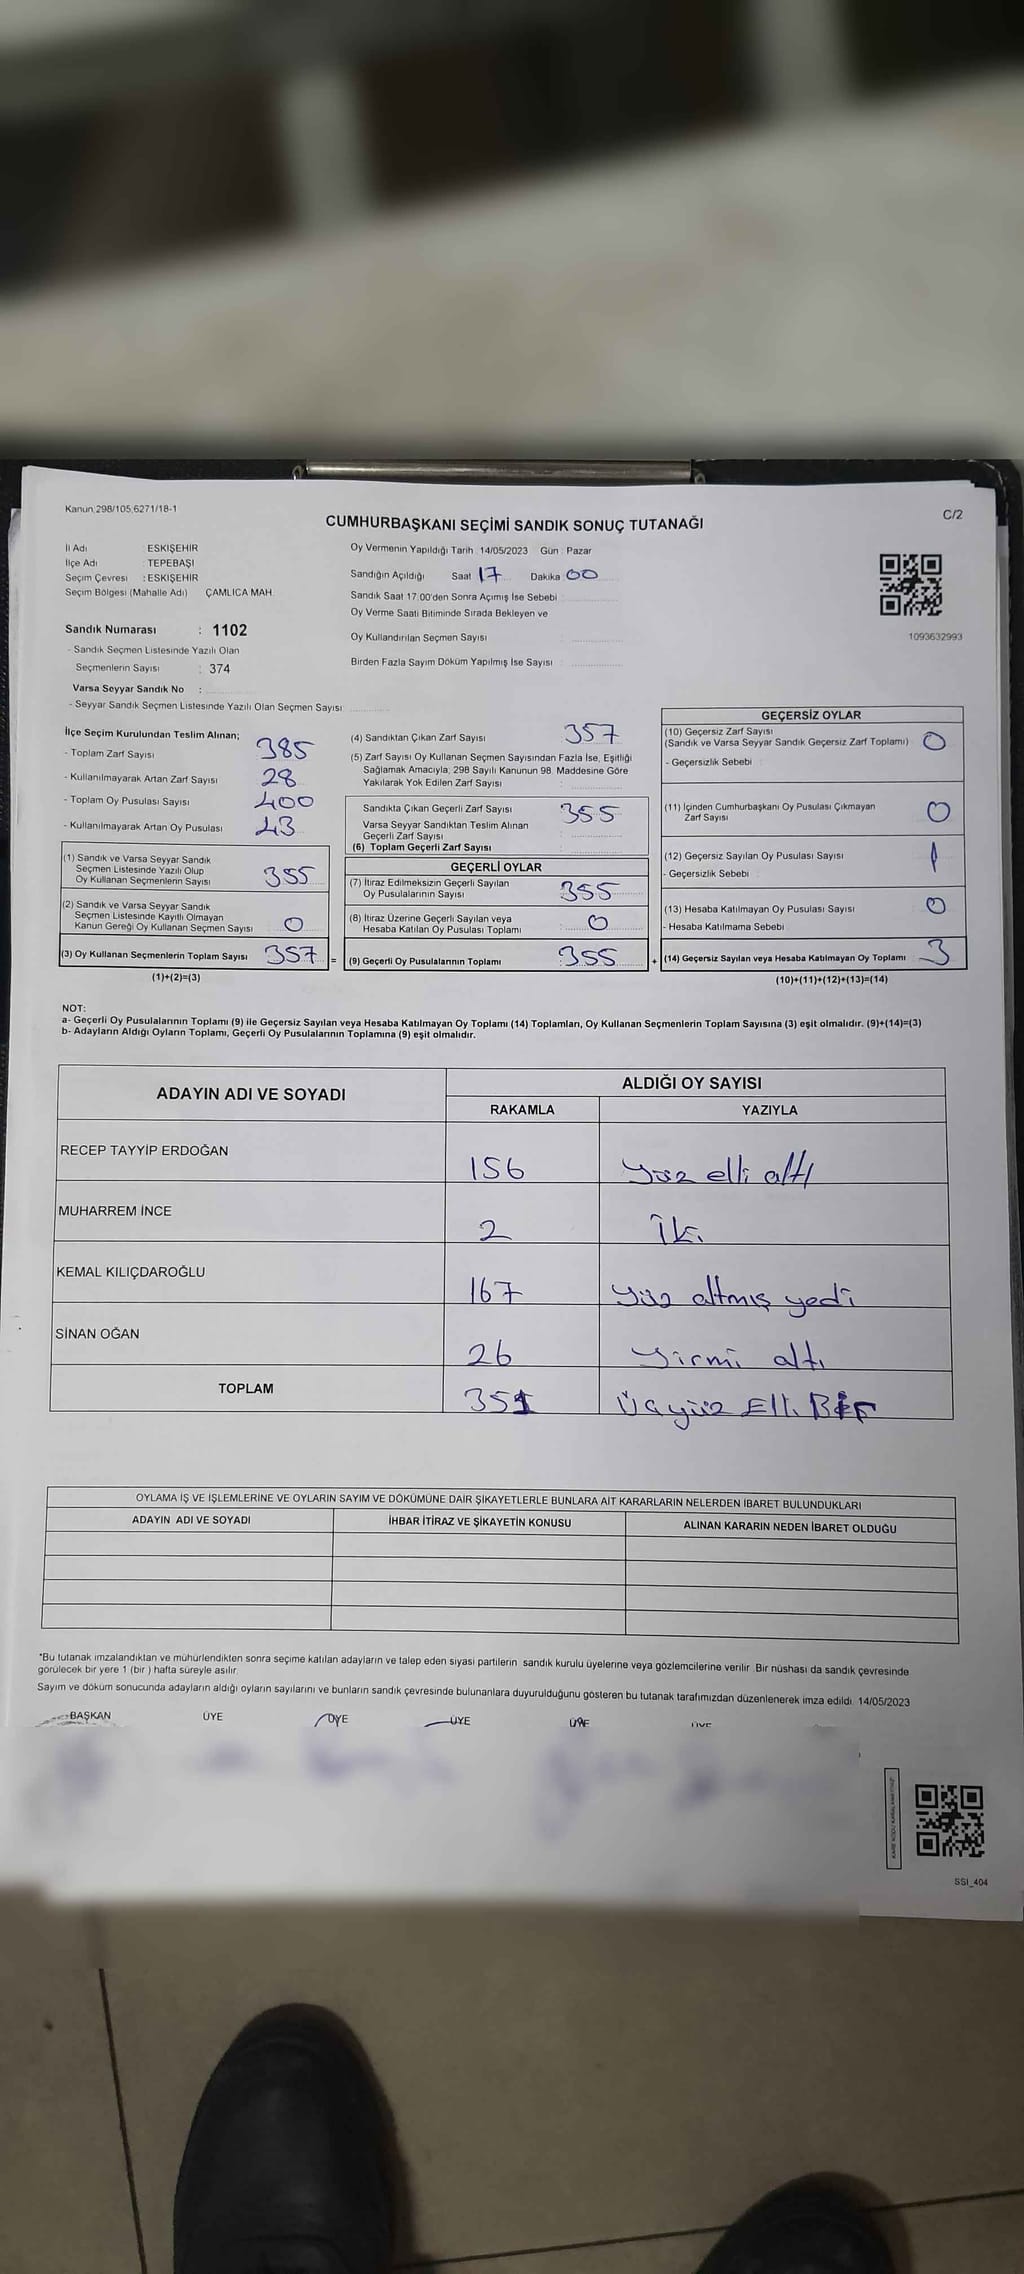 Kanun,298/105,6271/18-1
C/2
CUMHURBAŞKANI SEÇİMİ SANDIK SONUÇ TUTANAĞI
İl Adı : ESKİŞEHİR
İlçe Adı : TEPEBAŞI
Seçim Çevresi : ESKİŞEHİR
Seçim Bölgesi (Mahalle Adı) ÇAMLICA MAH.
Sandık Numarası : 1102
- Sandık Seçmen Listesinde Yazılı Olan
Seçmenlerin Sayısı : 374
Varsa Seyyar Sandık No :
- Seyyar Sandık Seçmen Listesinde Yazılı Olan Seçmen Sayısı
Oy Vermenin Yapıldığı Tarih 14/05/2023 Gün : Pazar
Sandığın Açıldığı Saat 17 Dakika 00
Sandık Saat 17:00'den Sonra Açımış İse Sebebi
Oy Verme Saati Bitiminde Sırada Bekleyen ve
Oy Kullandırılan Seçmen Sayısı
Birden Fazla Sayım Döküm Yapılmış İse Sayısı
1093632993
İlçe Seçim Kurulundan Teslim Alınan;
- Toplam Zarf Sayısı 385
- Kullanılmayarak Artan Zarf Sayısı 28
- Toplam Oy Pusulası Sayısı 400
- Kullanılmayarak Artan Oy Pusulası 43
(1) Sandık ve Varsa Seyyar Sandık
Seçmen Listesinde Yazılı Olup
Oy Kullanan Seçmenlerin Sayısı 355
(2) Sandık ve Varsa Seyyar Sandık
Seçmen Listesinde Kayıtlı Olmayan
Kanun Gereği Oy Kullanan Seçmen Sayısı 0
(3) Oy Kullanan Seçmenlerin Toplam Sayısı 357
(1)+(2)=(3)
(4) Sandıktan Çıkan Zarf Sayısı 357
(5) Zarf Sayısı Oy Kullanan Seçmen Sayısından Fazla İse, Eşitliği
Sağlamak Amacıyla, 298 Sayılı Kanunun 98. Maddesine Göre
Yakılarak Yok Edilen Zarf Sayısı
Sandıkta Çıkan Geçerli Zarf Sayısı 355
Varsa Seyyar Sandıktan Teslim Alınan
Geçerli Zarf Sayısı
(6) Toplam Geçerli Zarf Sayısı
GEÇERLİ OYLAR
(7) İtiraz Edilmeksizin Geçerli Sayılan
Oy Pusulalarının Sayısı 355
(8) İtiraz Üzerine Geçerli Sayılan veya
Hesaba Katılan Oy Pusulası Toplamı 0
= (9) Geçerli Oy Pusulalarının Toplamı 355
GEÇERSİZ OYLAR
(10) Geçersiz Zarf Sayısı
(Sandık ve Varsa Seyyar Sandık Geçersiz Zarf Toplamı) 0
- Geçersizlik Sebebi
(11) İçinden Cumhurbaşkanı Oy Pusulası Çıkmayan
Zarf Sayısı 0
(12) Geçersiz Sayılan Oy Pusulası Sayısı 1
- Geçersizlik Sebebi
(13) Hesaba Katılmayan Oy Pusulası Sayısı 0
- Hesaba Katılmama Sebebi
+ (14) Geçersiz Sayılan veya Hesaba Katılmayan Oy Toplamı 3
(10)+(11)+(12)+(13)=(14)
NOT:
a- Geçerli Oy Pusulalarının Toplamı (9) ile Geçersiz Sayılan veya Hesaba Katılmayan Oy Toplamı (14) Toplamları, Oy Kullanan Seçmenlerin Toplam Sayısına (3) eşit olmalıdır. (9)+(14)=(3)
b- Adayların Aldığı Oyların Toplamı, Geçerli Oy Pusulalarının Toplamına (9) eşit olmalıdır.
ADAYIN ADI VE SOYADI ALDIĞI OY SAYISI
RAKAMLA YAZIYLA
RECEP TAYYİP ERDOĞAN 156 Yüz elli altı
MUHARREM İNCE 2 İki
KEMAL KILIÇDAROĞLU 167 Yüz altmış yedi
SİNAN OĞAN 26 Yirmi altı
TOPLAM 351 Üçyüz Elli Bir
OYLAMA İŞ VE İŞLEMLERİNE VE OYLARIN SAYIM VE DÖKÜMÜNE DAİR ŞİKAYETLERLE BUNLARA AİT KARARLARIN NELERDEN İBARET BULUNDUKLARI
ADAYIN ADI VE SOYADI İHBAR İTİRAZ VE ŞİKAYETİN KONUSU ALINAN KARARIN NEDEN İBARET OLDUĞU
*Bu tutanak imzalandıktan ve mühürlendikten sonra seçime katılan adayların ve talep eden siyasi partilerin sandık kurulu üyelerine veya gözlemcilerine verilir. Bir nüshası da sandık çevresinde
görülecek bir yere 1 (bir ) hafta süreyle asılır.
Sayım ve döküm sonucunda adayların aldığı oyların sayılarını ve bunların sandık çevresinde bulunanlara duyurulduğunu gösteren bu tutanak tarafımızdan düzenlenerek imza edildi. 14/05/2023
BAŞKAN ÜYE ÜYE ÜYE ÜYE ÜYE
SSI_404